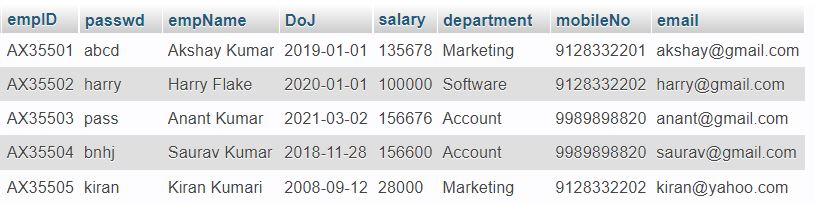 empID passwd empName DoJ salary department mobileNo email
AX35501 abcd Akshay Kumar 2019-01-01 135678 Marketing 9128332201 akshay@gmail.com
AX35502 harry Harry Flake 2020-01-01 100000 Software 9128332202 harry@gmail.com
AX35503 pass Anant Kumar 2021-03-02 156676 Account 9989898820 anant@gmail.com
AX35504 bnhj Saurav Kumar 2018-11-28 156600 Account 9989898820 saurav@gmail.com
AX35505 kiran Kiran Kumari 2008-09-12 28000 Marketing 9128332202 kiran@yahoo.com